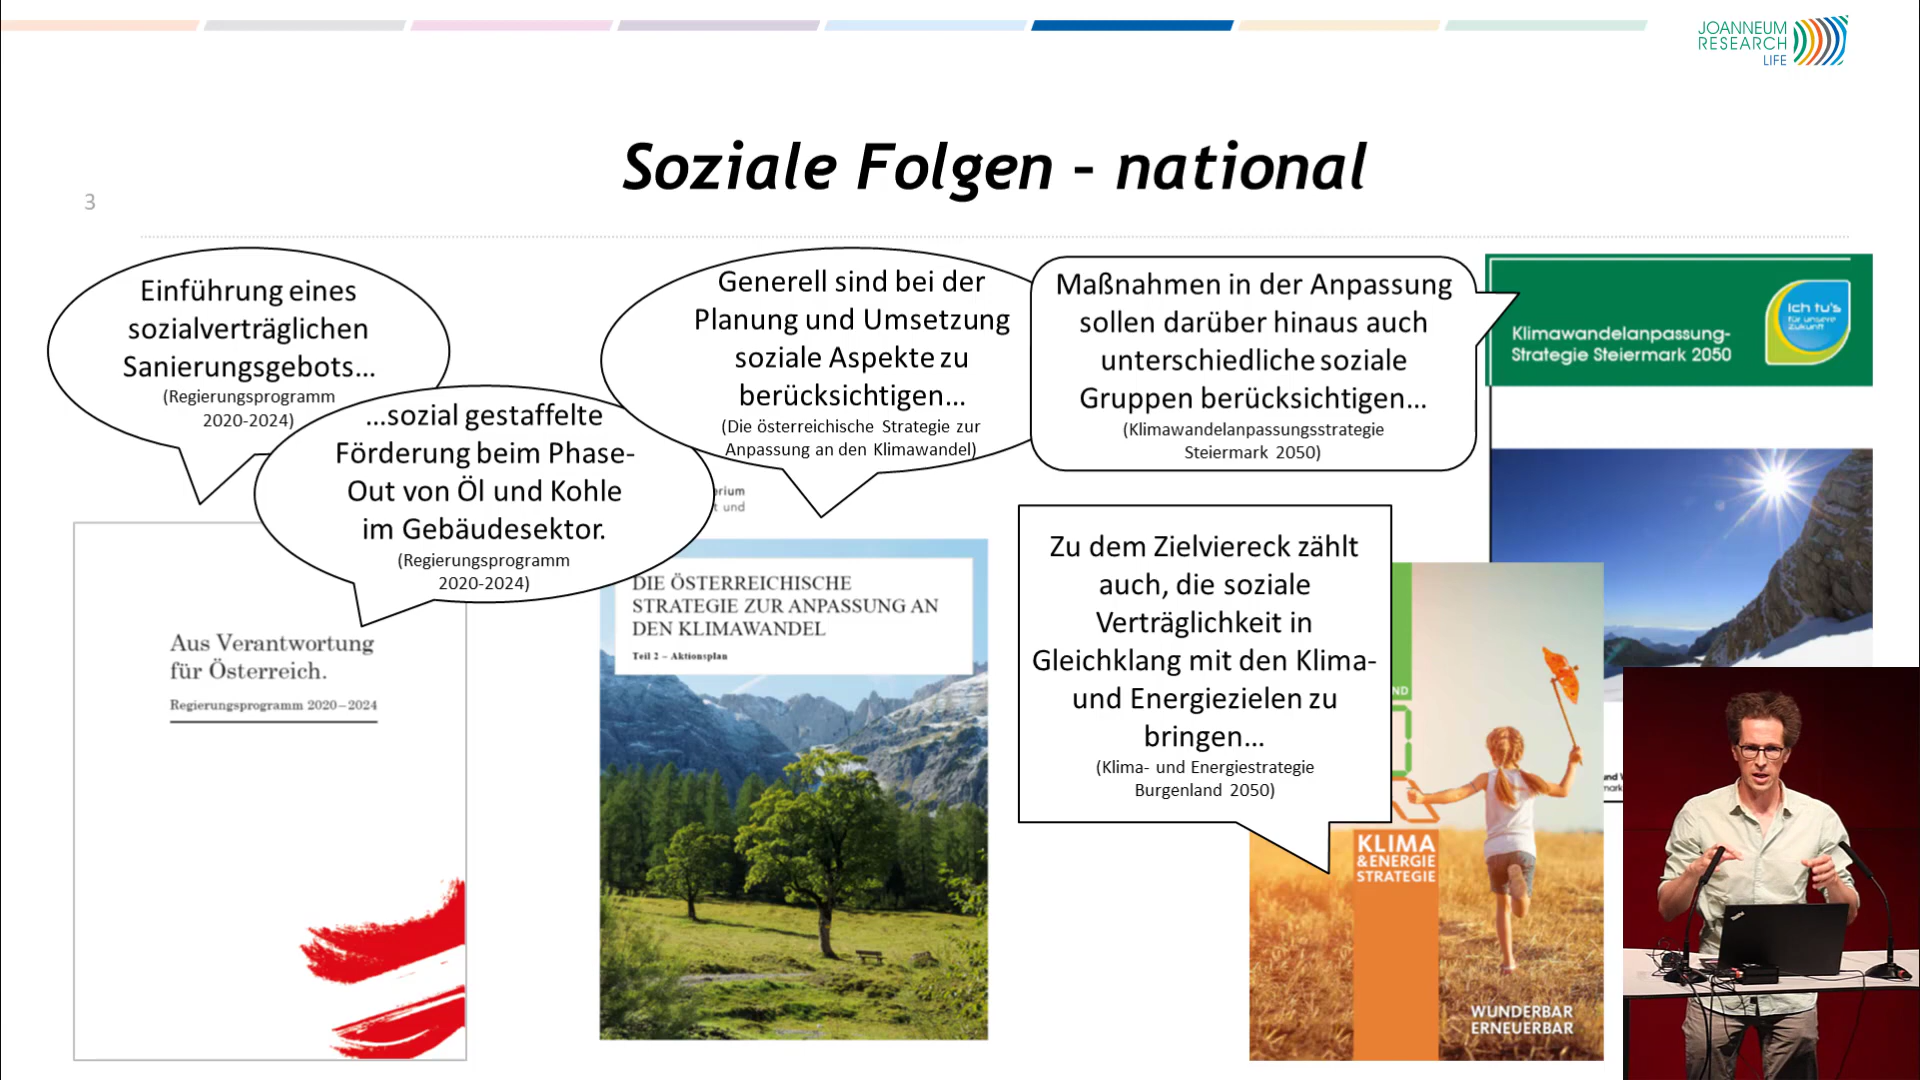 JOANNEUM
RESEARCH
LIFE
Soziale Folgen – national
3
Einführung eines
sozialverträglichen
Sanierungsgebots...
(Regierungsprogramm
2020-2024)
...sozial gestaffelte
Förderung beim Phase-
Out von Öl und Kohle
im Gebäudesektor.
(Regierungsprogramm
2020-2024)
Generell sind bei der
Planung und Umsetzung
soziale Aspekte zu
berücksichtigen...
(Die österreichische Strategie zur
Anpassung an den Klimawandel)
Maßnahmen in der Anpassung
sollen darüber hinaus auch
unterschiedliche soziale
Gruppen berücksichtigen...
(Klimawandelanpassungsstrategie
Steiermark 2050)
Klimawandelanpassung-
Strategie Steiermark 2050
Ich tu's
für unsere
Zukunft
Zu dem Zielviereck zählt
auch, die soziale
Verträglichkeit in
Gleichklang mit den Klima-
und Energiezielen zu
bringen...
(Klima- und Energiestrategie
Burgenland 2050)
Aus Verantwortung
für Österreich.
Regierungsprogramm 2020–2024
DIE ÖSTERREICHISCHE
STRATEGIE ZUR ANPASSUNG AN
DEN KLIMAWANDEL
Teil 2 – Aktionsplan
KLIMA
& ENERGIE
STRATEGIE
WUNDERBAR
ERNEUERBAR